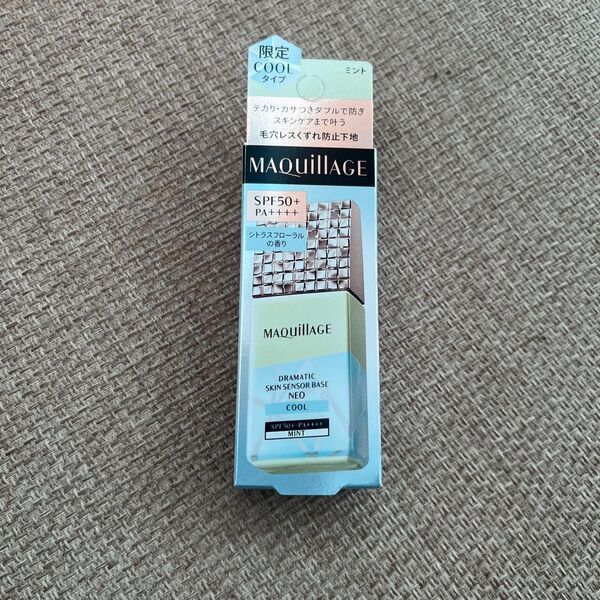 限定
COOL
タイプ
ミント
テカリ・カサつきダブルで防ぎ
スキンケアまで叶う
毛穴レスくずれ防止下地
MAQuillAGE
SPF50+
PA++++
シトラスフローラル
の香り
MAQuillAGE
DRAMATIC
SKIN SENSOR BASE
NEO
COOL
SPF50+・PA++++
MINT